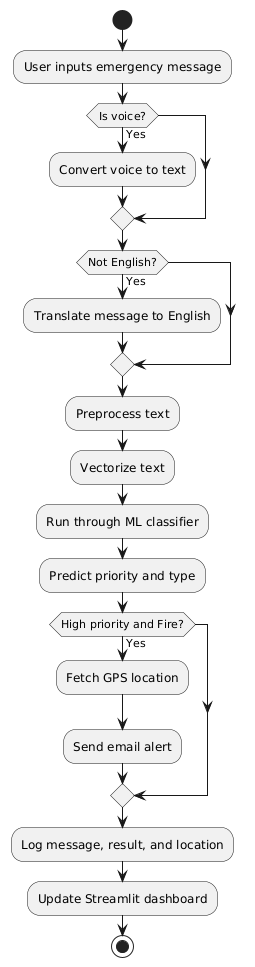 User inputs emergency message
Is voice?
Yes
Convert voice to text
Not English?
Yes
Translate message to English
Preprocess text
Vectorize text
Run through ML classifier
Predict priority and type
High priority and Fire?
Yes
Fetch GPS location
Send email alert
Log message, result, and location
Update Streamlit dashboard